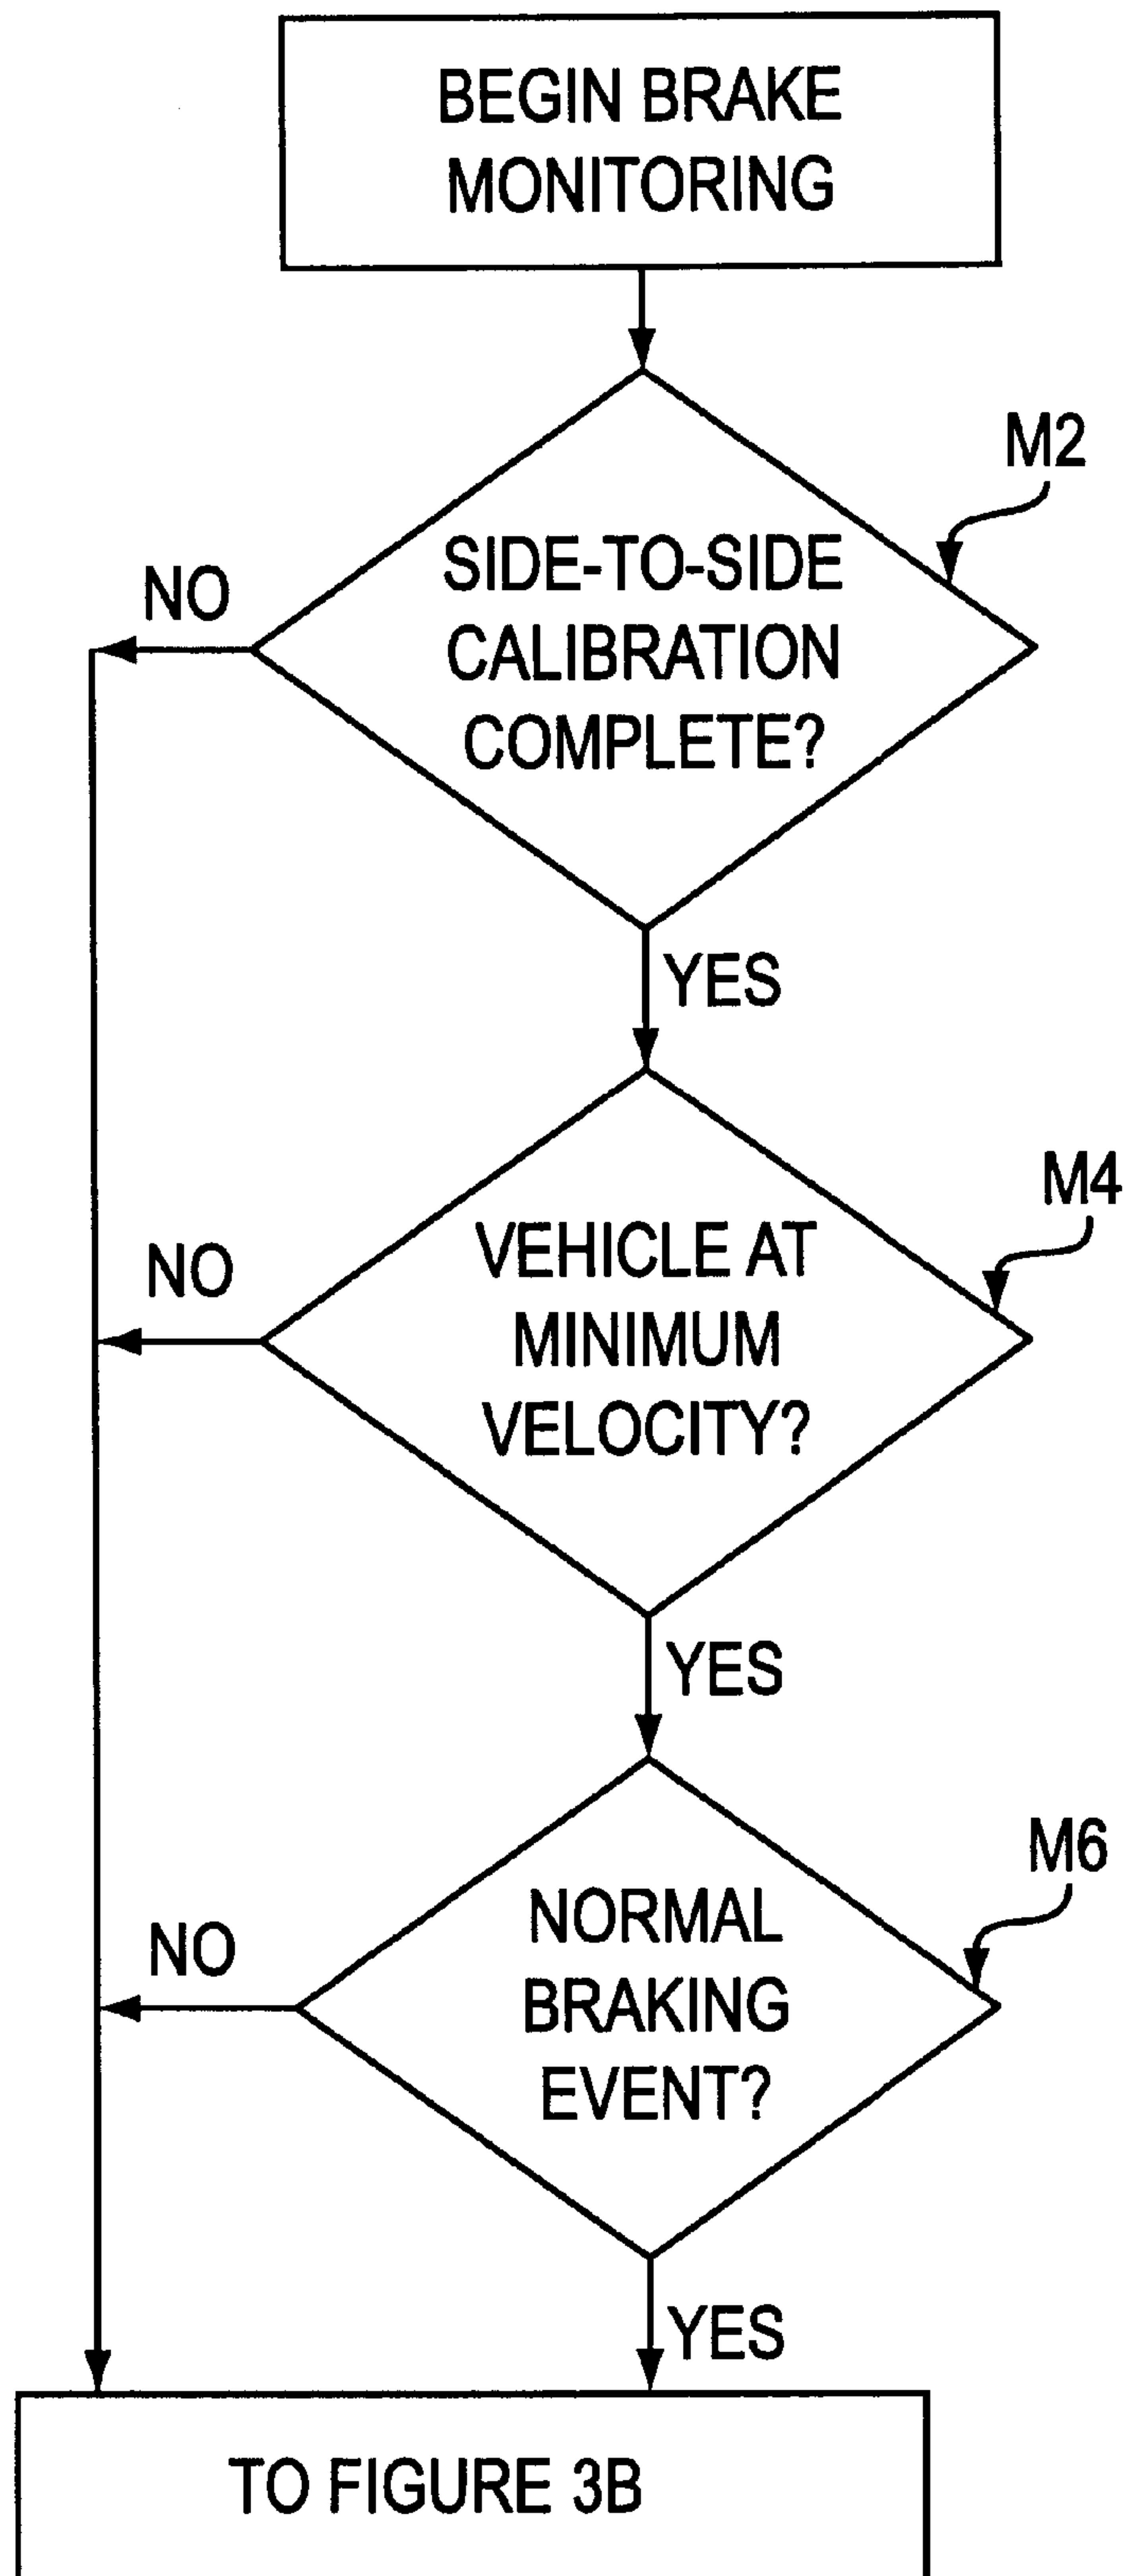 BEGIN BRAKE
MONITORING
M2
SIDE-TO-SIDE
CALIBRATION
COMPLETE?
NO
YES
M4
VEHICLE AT
MINIMUM
VELOCITY?
NO
YES
M6
NORMAL
BRAKING
EVENT?
NO
YES
TO FIGURE 3B